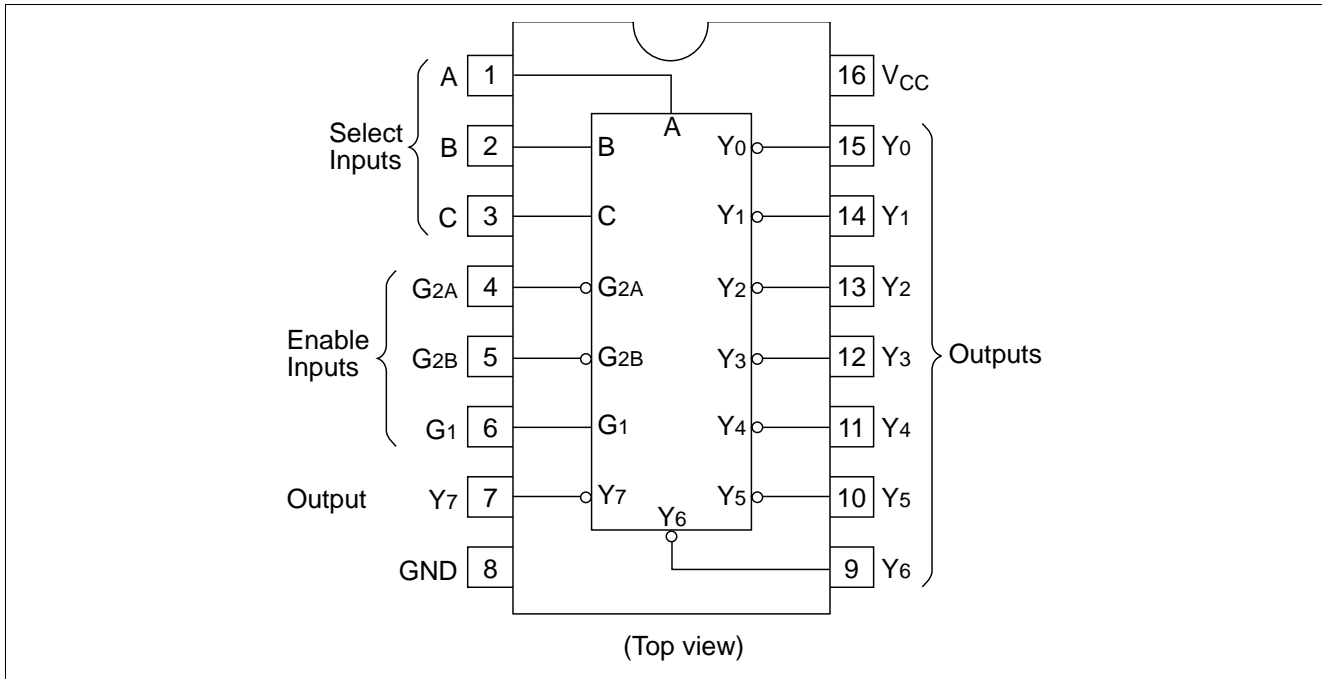 A 1 16 VCC
A
Select
Inputs
B 2 B Y0 15 Y0
C 3 C Y1 14 Y1
G2A 4 G2A Y2 13 Y2
Enable
Inputs
G2B 5 G2B Y3 12 Y3
Outputs
G1 6 G1 Y4 11 Y4
Output Y7 7 Y7 Y5 10 Y5
Y6
GND 8 9 Y6
(Top view)